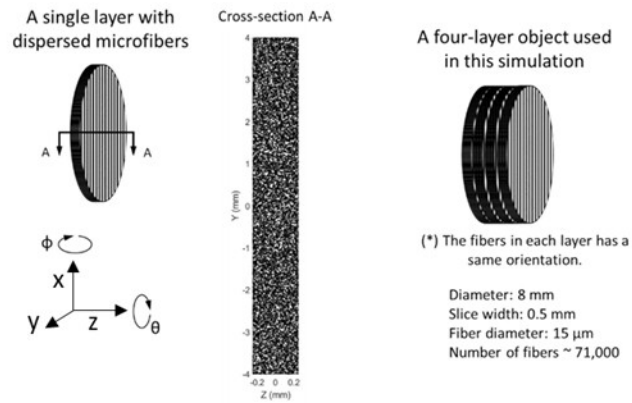 A single layer with
dispersed microfibers
A
A
ϕ
x
y
z
θ
Cross-section A-A
4
3
2
1
0
-1
-2
-3
-4
Y (mm)
-0.2 0 0.2
Z (mm)
A four-layer object used
in this simulation
(*) The fibers in each layer has a
same orientation.
Diameter: 8 mm
Slice width: 0.5 mm
Fiber diameter: 15 µm
Number of fibers ~ 71,000